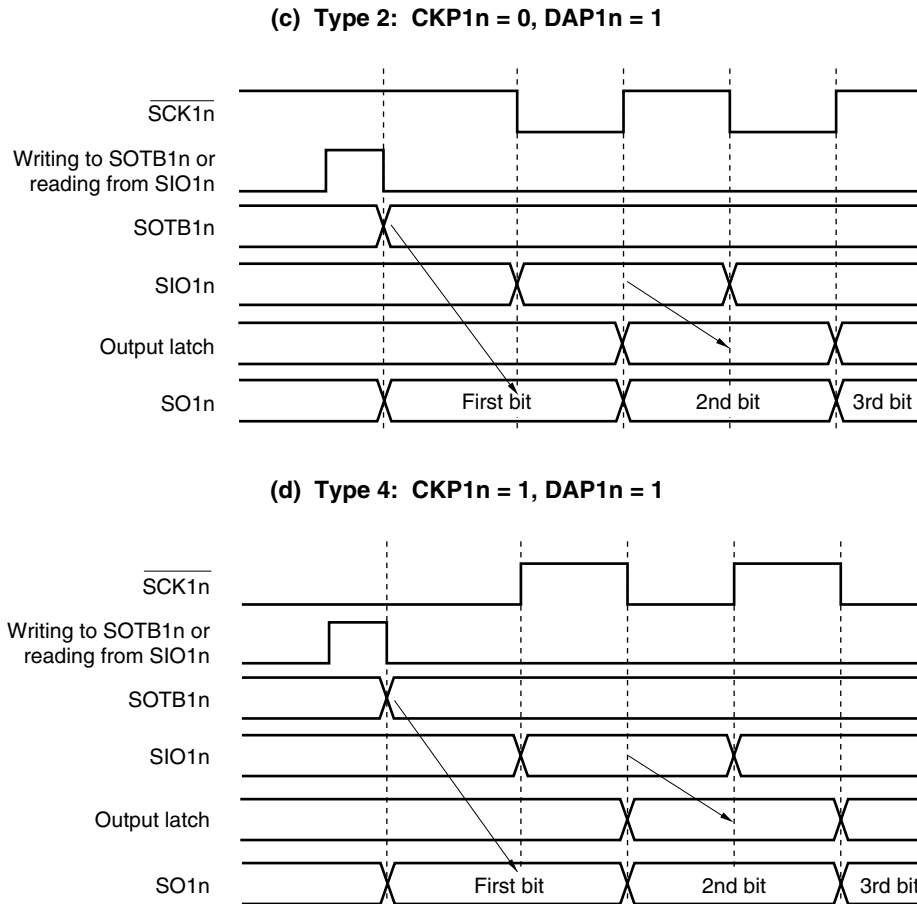 (c) Type 2: CKP1n = 0, DAP1n = 1
SCK1n
Writing to SOTB1n or
reading from SIO1n
SOTB1n
SIO1n
Output latch
SO1n
First bit
2nd bit
3rd bit
(d) Type 4: CKP1n = 1, DAP1n = 1
SCK1n
Writing to SOTB1n or
reading from SIO1n
SOTB1n
SIO1n
Output latch
SO1n
First bit
2nd bit
3rd bit